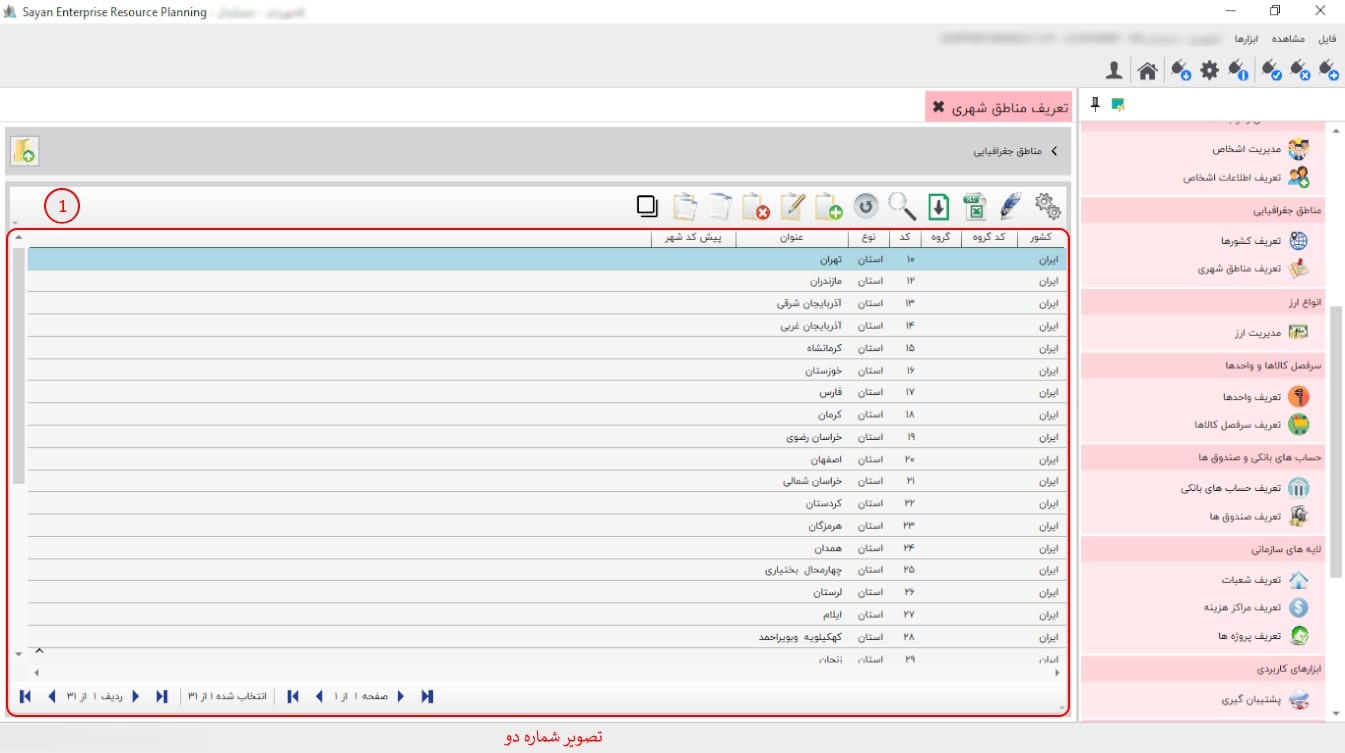 Sayan Enterprise Resource Planning
فایل مشاهده ابزارها
تعریف مناطق شهری
مناطق جغرافیایی
1
کشور کد گروه گروه کد نوع عنوان پیش کد شهر
ایران ۱۰ استان تهران
ایران ۱۲ استان مازندران
ایران ۱۳ استان آذربایجان شرقی
ایران ۱۴ استان آذربایجان غربی
ایران ۱۵ استان کرمانشاه
ایران ۱۶ استان خوزستان
ایران ۱۷ استان فارس
ایران ۱۸ استان کرمان
ایران ۱۹ استان خراسان رضوی
ایران ۲۰ استان اصفهان
ایران ۲۱ استان خراسان شمالی
ایران ۲۲ استان کردستان
ایران ۲۳ استان هرمزگان
ایران ۲۴ استان همدان
ایران ۲۵ استان چهارمحال بختیاری
ایران ۲۶ استان لرستان
ایران ۲۷ استان ایلام
ایران ۲۸ استان کهکیلویه وبویراحمد
ایران ۲۹ استان زنجان
صفحه ۱ از ۱ انتخاب شده ۱ از ۳۱ ردیف ۱ از ۳۱
مدیریت اشخاص
تعریف اطلاعات اشخاص
مناطق جغرافیایی
تعریف کشورها
تعریف مناطق شهری
انواع ارز
مدیریت ارز
سرفصل کالاها و واحدها
تعریف واحدها
تعریف سرفصل کالاها
حساب های بانکی و صندوق ها
تعریف حساب های بانکی
تعریف صندوق ها
لایه های سازمانی
تعریف شعبات
تعریف مراکز هزینه
تعریف پروژه ها
ابزارهای کاربردی
پشتیبان گیری
تصویر شماره دو